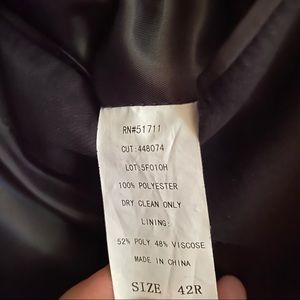 RN#51711
CUT:448074
LOT:5F010H
100% POLYESTER
DRY CLEAN ONLY
LINING:
52% POLY 48% VISCOSE
MADE IN CHINA
SIZE 42R